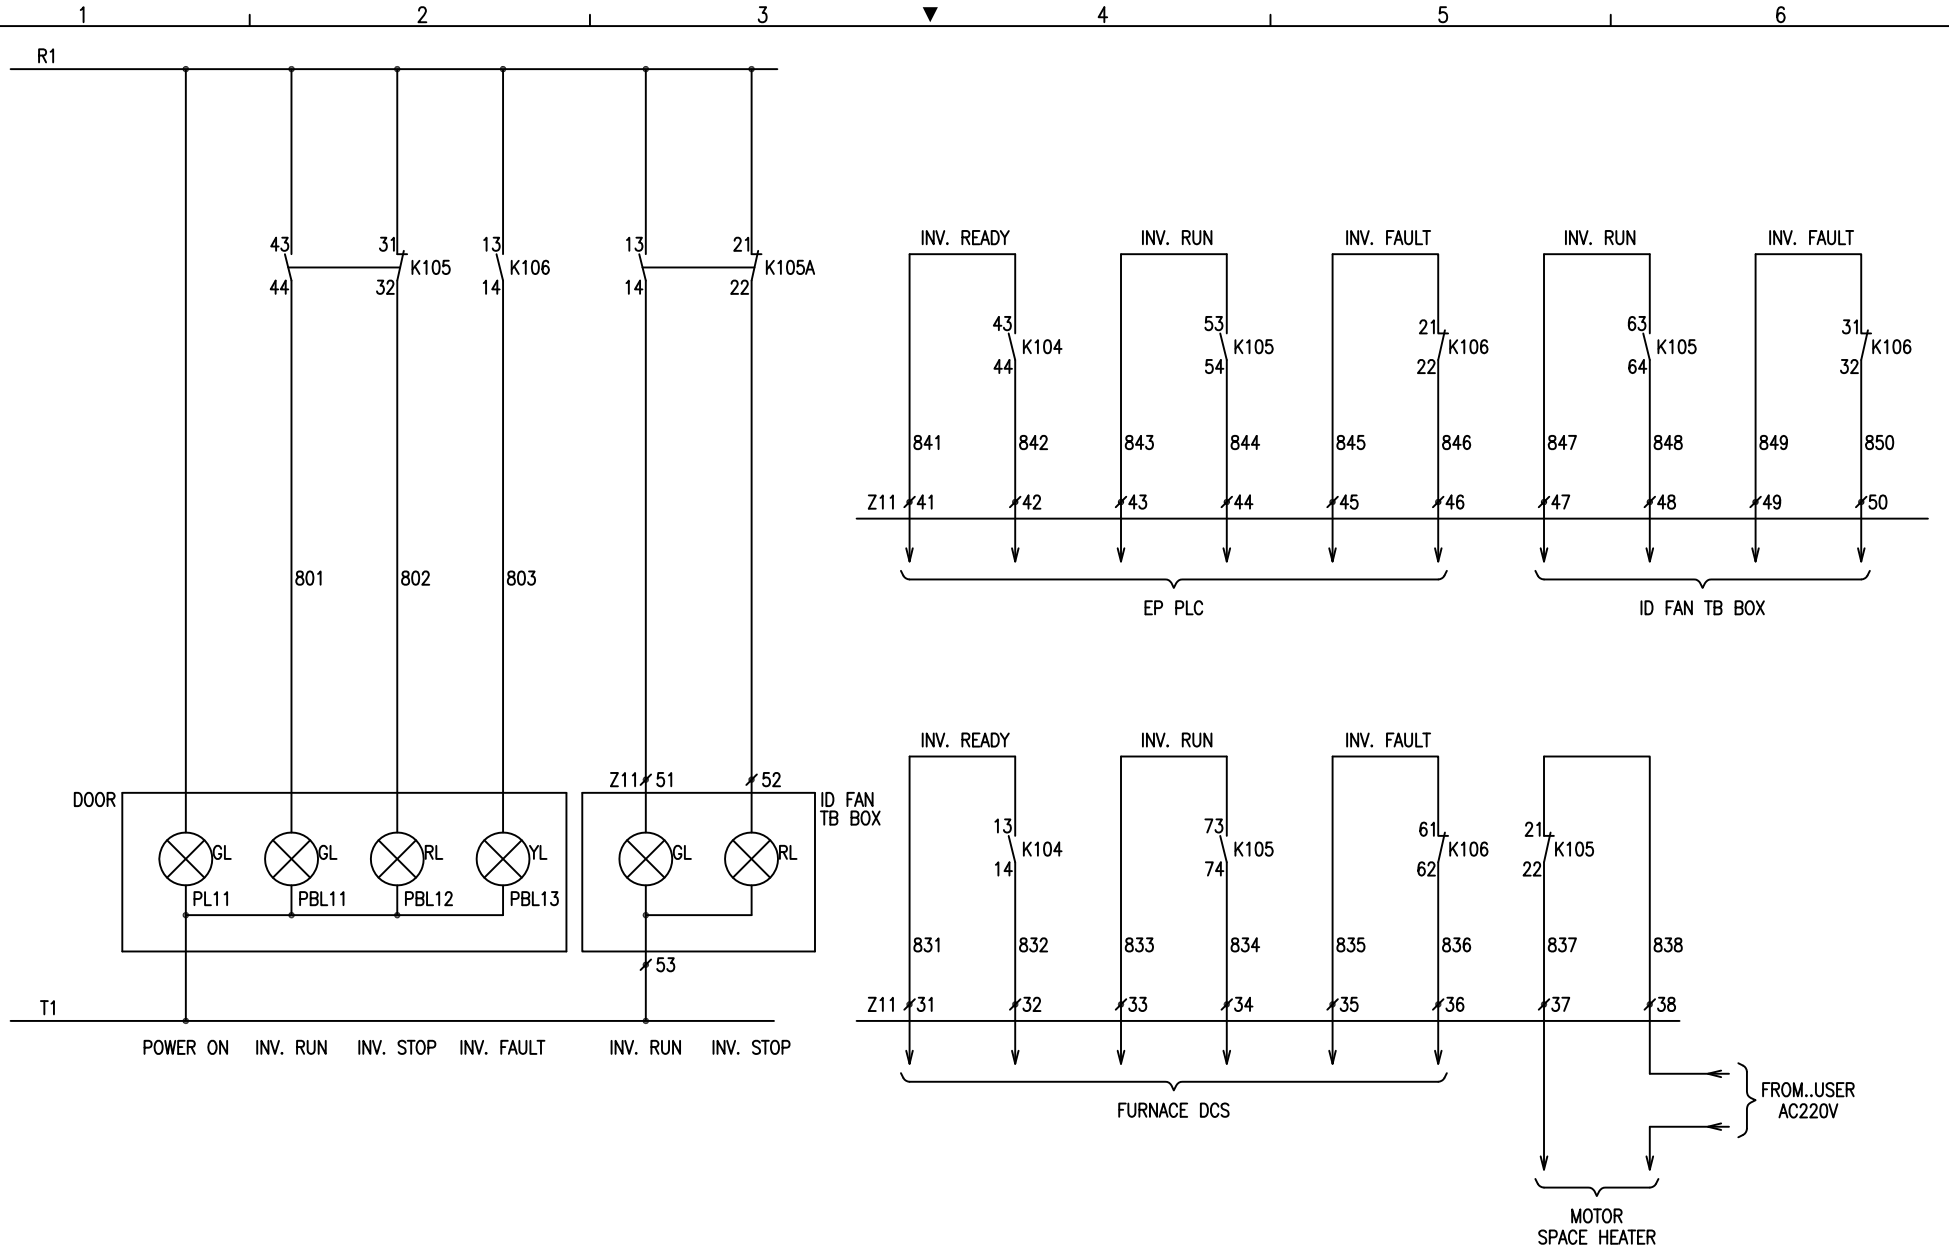 1 2 3 4 5 6
R1
INV. READY INV. RUN INV. FAULT INV. RUN INV. FAULT
43 31 13 13 21
K105 K106 K105A
44 32 14 14 22
43 53 21 63 31
K104 K105 K106 K105 K106
44 54 22 64 32
841 842 843 844 845 846 847 848 849 850
Z11 41 42 43 44 45 46 47 48 49 50
801 802 803
EP PLC ID FAN TB BOX
INV. READY INV. RUN INV. FAULT
Z11 51 52
DOOR
ID FAN
TB BOX
13 73 61 21
K104 K105 K106 K105
14 74 62 22
GL GL RL YL GL RL
PL11 PBL11 PBL12 PBL13
831 832 833 834 835 836 837 838
53
Z11 31 32 33 34 35 36 37 38
T1
POWER ON INV. RUN INV. STOP INV. FAULT INV. RUN INV. STOP
FURNACE DCS
FROM..USER
AC220V
MOTOR
SPACE HEATER